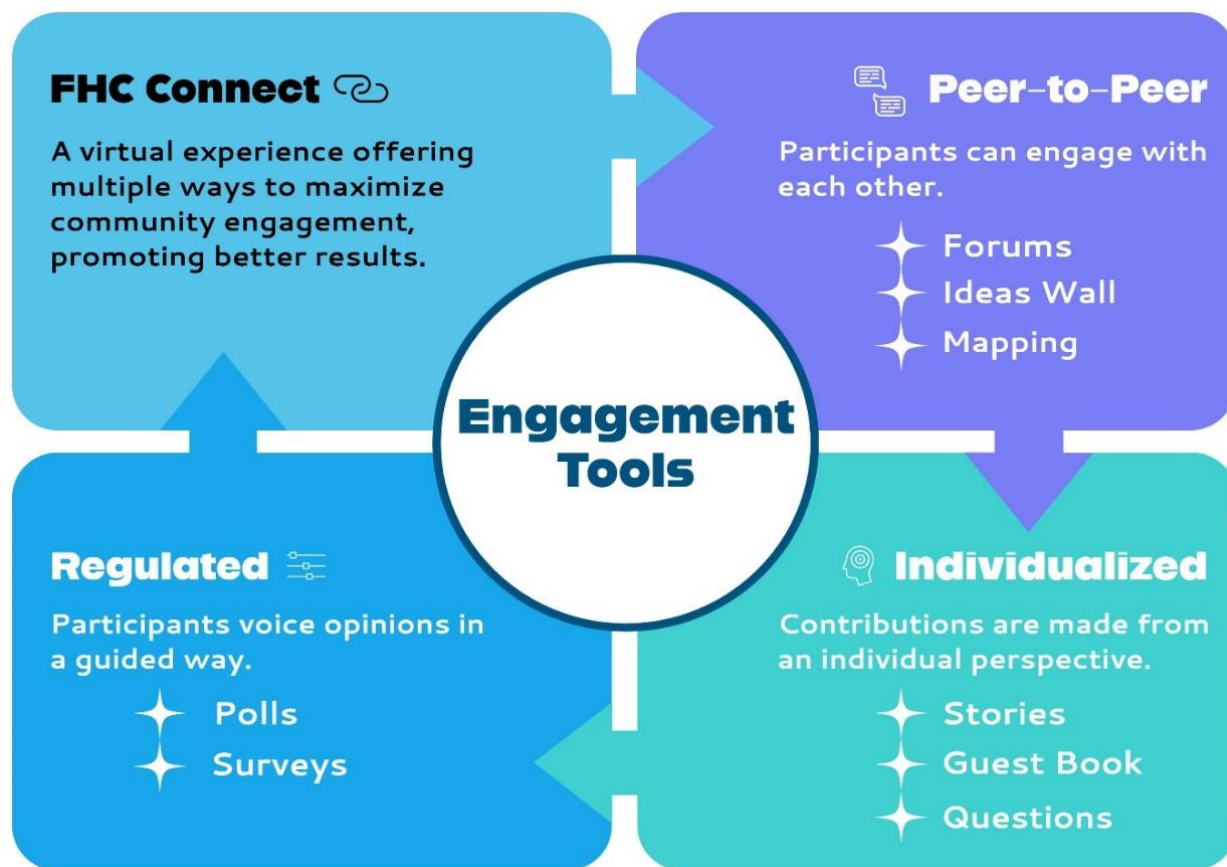 FHC Connect
A virtual experience offering
multiple ways to maximize
community engagement,
promoting better results.
Peer-to-Peer
Participants can engage with
each other.
Forums
Ideas Wall
Mapping
Engagement
Tools
Regulated
Participants voice opinions in
a guided way.
Polls
Surveys
Individualized
Contributions are made from
an individual perspective.
Stories
Guest Book
Questions